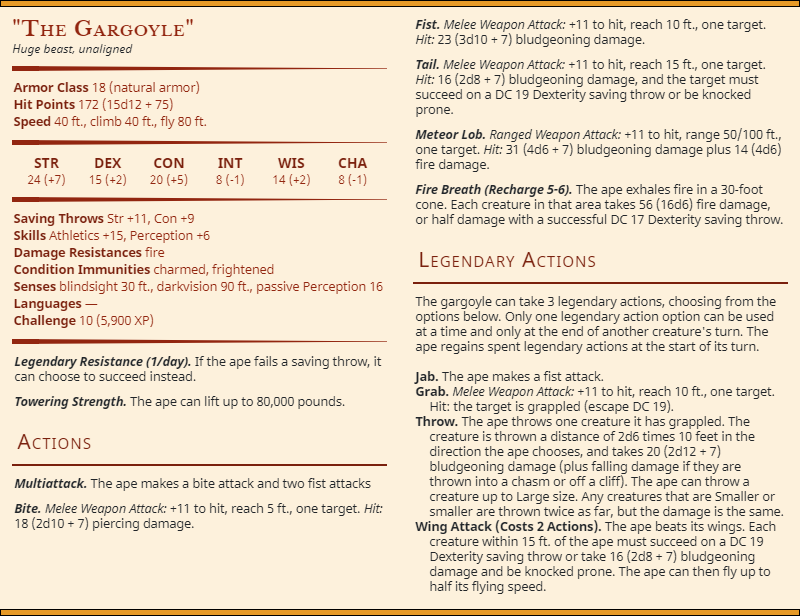 "The Gargoyle"
Huge beast, unaligned
Armor Class 18 (natural armor)
Hit Points 172 (15d12 + 75)
Speed 40 ft., climb 40 ft., fly 80 ft.
STR DEX CON INT WIS CHA
24 (+7) 15 (+2) 20 (+5) 8 (-1) 14 (+2) 8 (-1)
Saving Throws Str +11, Con +9
Skills Athletics +15, Perception +6
Damage Resistances fire
Condition Immunities charmed, frightened
Senses blindsight 30 ft., darkvision 90 ft., passive Perception 16
Languages —
Challenge 10 (5,900 XP)
Legendary Resistance (1/day). If the ape fails a saving throw, it
can choose to succeed instead.
Towering Strength. The ape can lift up to 80,000 pounds.
Actions
Multiattack. The ape makes a bite attack and two fist attacks
Bite. Melee Weapon Attack: +11 to hit, reach 5 ft., one target. Hit:
18 (2d10 + 7) piercing damage.
Fist. Melee Weapon Attack: +11 to hit, reach 10 ft., one target.
Hit: 23 (3d10 + 7) bludgeoning damage.
Tail. Melee Weapon Attack: +11 to hit, reach 15 ft., one target.
Hit: 16 (2d8 + 7) bludgeoning damage, and the target must
succeed on a DC 19 Dexterity saving throw or be knocked
prone.
Meteor Lob. Ranged Weapon Attack: +11 to hit, range 50/100 ft.,
one target. Hit: 31 (4d6 + 7) bludgeoning damage plus 14 (4d6)
fire damage.
Fire Breath (Recharge 5-6). The ape exhales fire in a 30-foot
cone. Each creature in that area takes 56 (16d6) fire damage,
or half damage with a successful DC 17 Dexterity saving throw.
Legendary Actions
The gargoyle can take 3 legendary actions, choosing from the
options below. Only one legendary action option can be used
at a time and only at the end of another creature's turn. The
ape regains spent legendary actions at the start of its turn.
Jab. The ape makes a fist attack.
Grab. Melee Weapon Attack: +11 to hit, reach 10 ft., one target.
Hit: the target is grappled (escape DC 19).
Throw. The ape throws one creature it has grappled. The
creature is thrown a distance of 2d6 times 10 feet in the
direction the ape chooses, and takes 20 (2d12 + 7)
bludgeoning damage (plus falling damage if they are
thrown into a chasm or off a cliff). The ape can throw a
creature up to Large size. Any creatures that are Smaller or
smaller are thrown twice as far, but the damage is the same.
Wing Attack (Costs 2 Actions). The ape beats its wings. Each
creature within 15 ft. of the ape must succeed on a DC 19
Dexterity saving throw or take 16 (2d8 + 7) bludgeoning
damage and be knocked prone. The ape can then fly up to
half its flying speed.